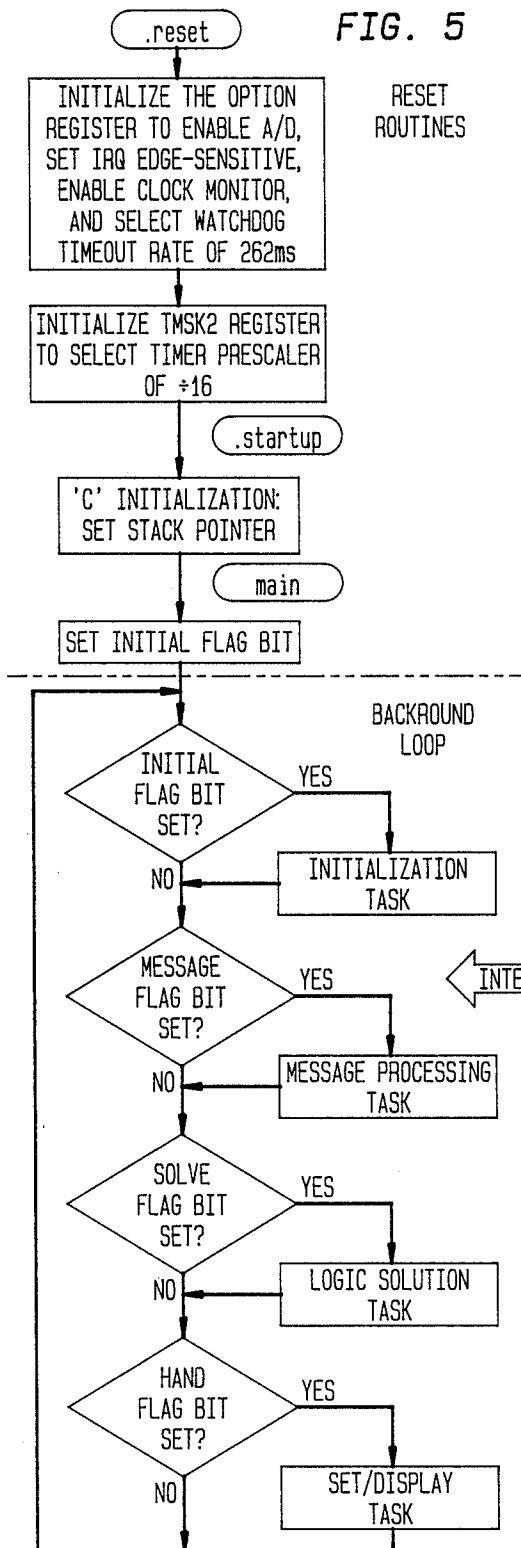 FIG. 5
.reset
INITIALIZE THE OPTION
REGISTER TO ENABLE A/D,
SET IRQ EDGE-SENSITIVE,
ENABLE CLOCK MONITOR,
AND SELECT WATCHDOG
TIMEOUT RATE OF 262ms
RESET
ROUTINES
INITIALIZE TMSK2 REGISTER
TO SELECT TIMER PRESCALER
OF ÷16
.startup
'C' INITIALIZATION:
SET STACK POINTER
main
SET INITIAL FLAG BIT
BACKROUND
LOOP
INITIAL
FLAG BIT
SET?
YES
NO
INITIALIZATION
TASK
MESSAGE
FLAG BIT
SET?
YES
INTE
NO
MESSAGE PROCESSING
TASK
SOLVE
FLAG BIT
SET?
YES
NO
LOGIC SOLUTION
TASK
HAND
FLAG BIT
SET?
YES
NO
SET/DISPLAY
TASK